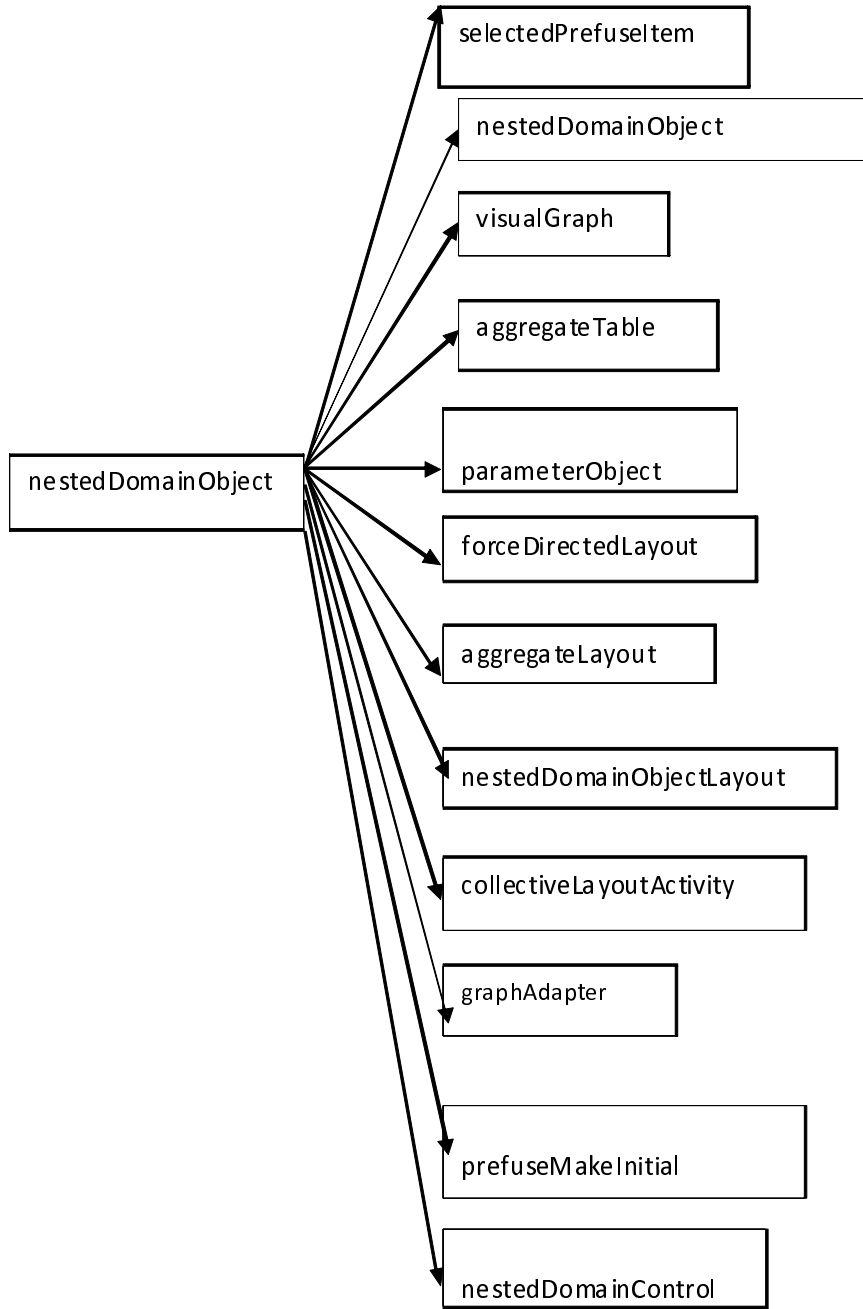 selectedPrefuseItem
nestedDomainObject
visualGraph
aggregateTable
parameterObject
nestedDomainObject
forceDirectedLayout
aggregateLayout
nestedDomainObjectLayout
collectiveLayoutActivity
graphAdapter
prefuseMakeInitial
nestedDomainControl